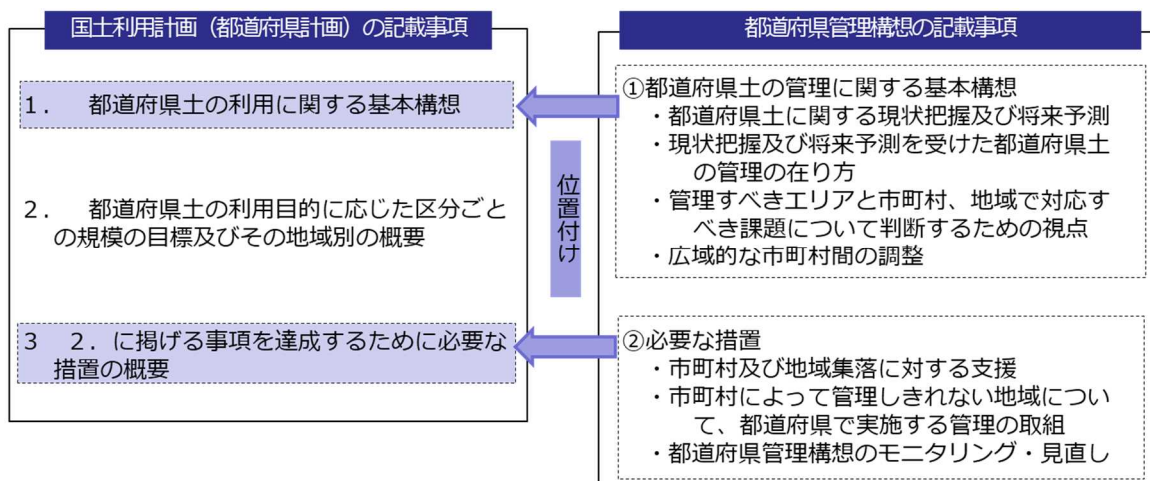 国土利用計画（都道府県計画）の記載事項
1． 都道府県土の利用に関する基本構想
2． 都道府県土の利用目的に応じた区分ごと
の規模の目標及びその地域別の概要
3 2．に掲げる事項を達成するために必要な
措置の概要
位置付け
都道府県管理構想の記載事項
①都道府県土の管理に関する基本構想
・都道府県土に関する現状把握及び将来予測
・現状把握及び将来予測を受けた都道府県土
の管理の在り方
・管理すべきエリアと市町村、地域で対応す
べき課題について判断するための視点
・広域的な市町村間の調整
②必要な措置
・市町村及び地域集落に対する支援
・市町村によって管理しきれない地域につい
て、都道府県で実施する管理の取組
・都道府県管理構想のモニタリング・見直し